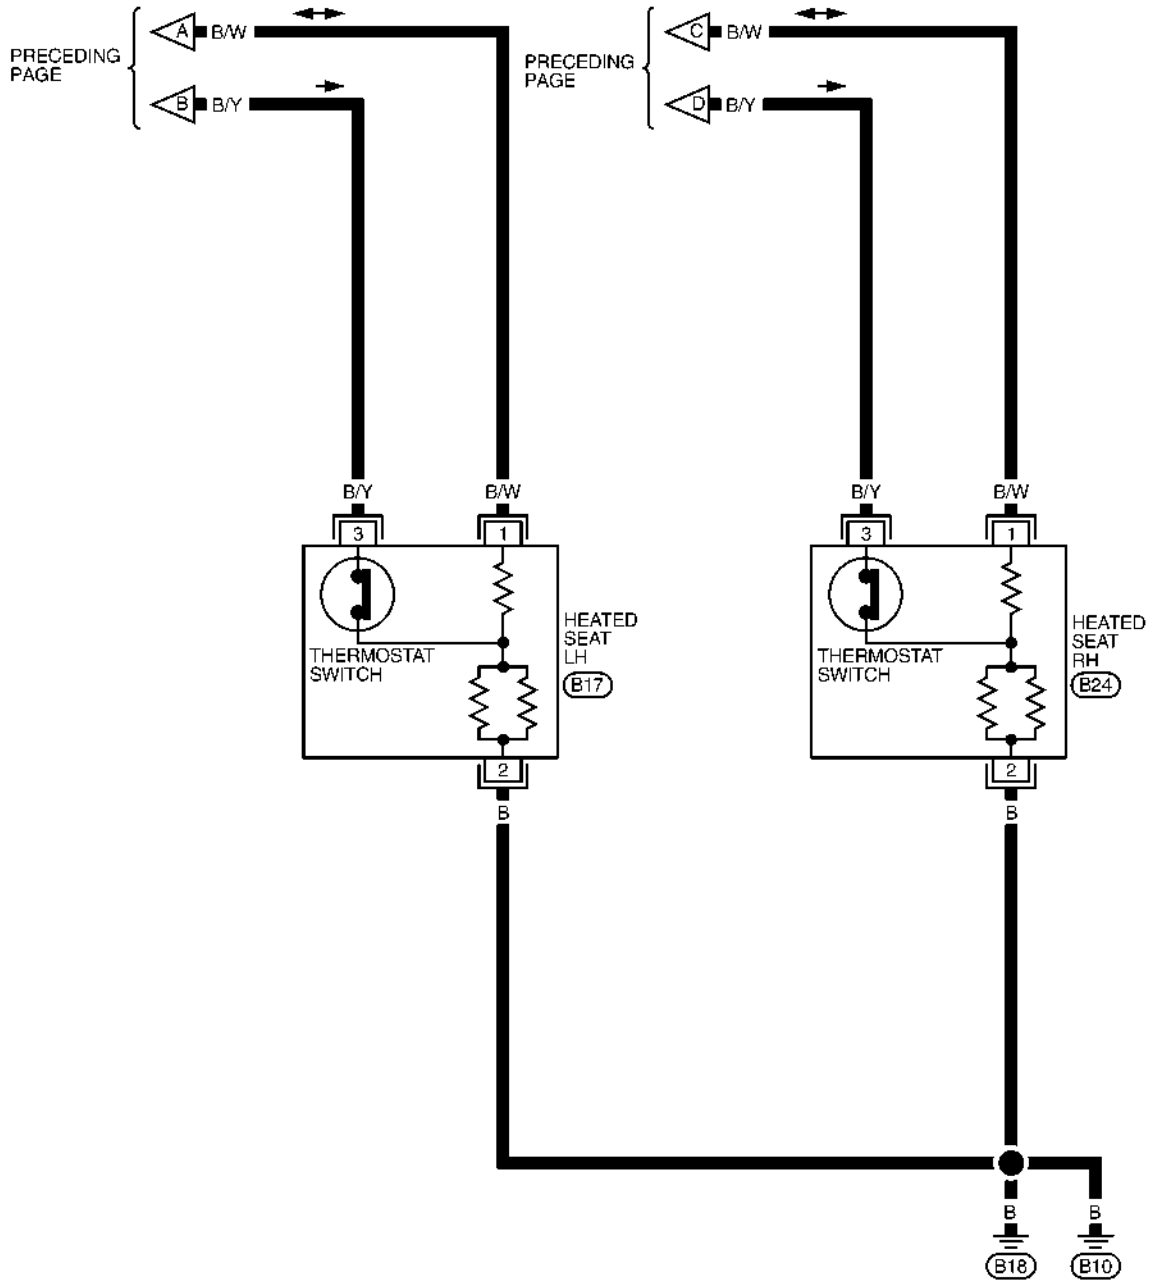 PRECEDING
PAGE
A B/W
B B/Y
PRECEDING
PAGE
C B/W
D B/Y
B/Y B/W
3 1
THERMOSTAT
SWITCH
HEATED
SEAT
LH
B17
2
B
B/Y B/W
3 1
THERMOSTAT
SWITCH
HEATED
SEAT
RH
B24
2
B
B B
B18 B10